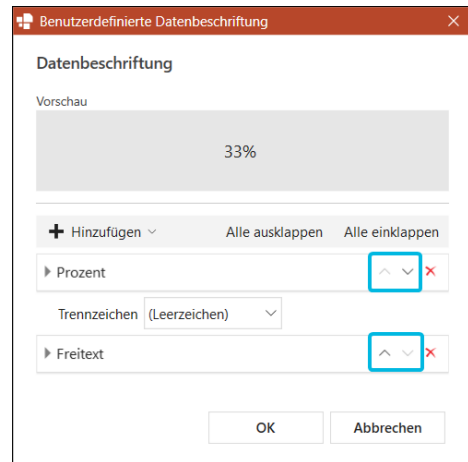 Benutzerdefinierte Datenbeschriftung
Datenbeschriftung
Vorschau
33%
Hinzufügen Alle ausklappen Alle einklappen
Prozent
Trennzeichen (Leerzeichen)
Freitext
OK Abbrechen